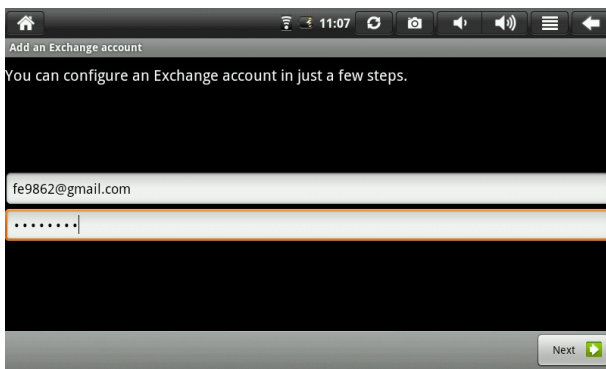 11:07
Add an Exchange account
You can configure an Exchange account in just a few steps.
fe9862@gmail.com
••••••••
Next